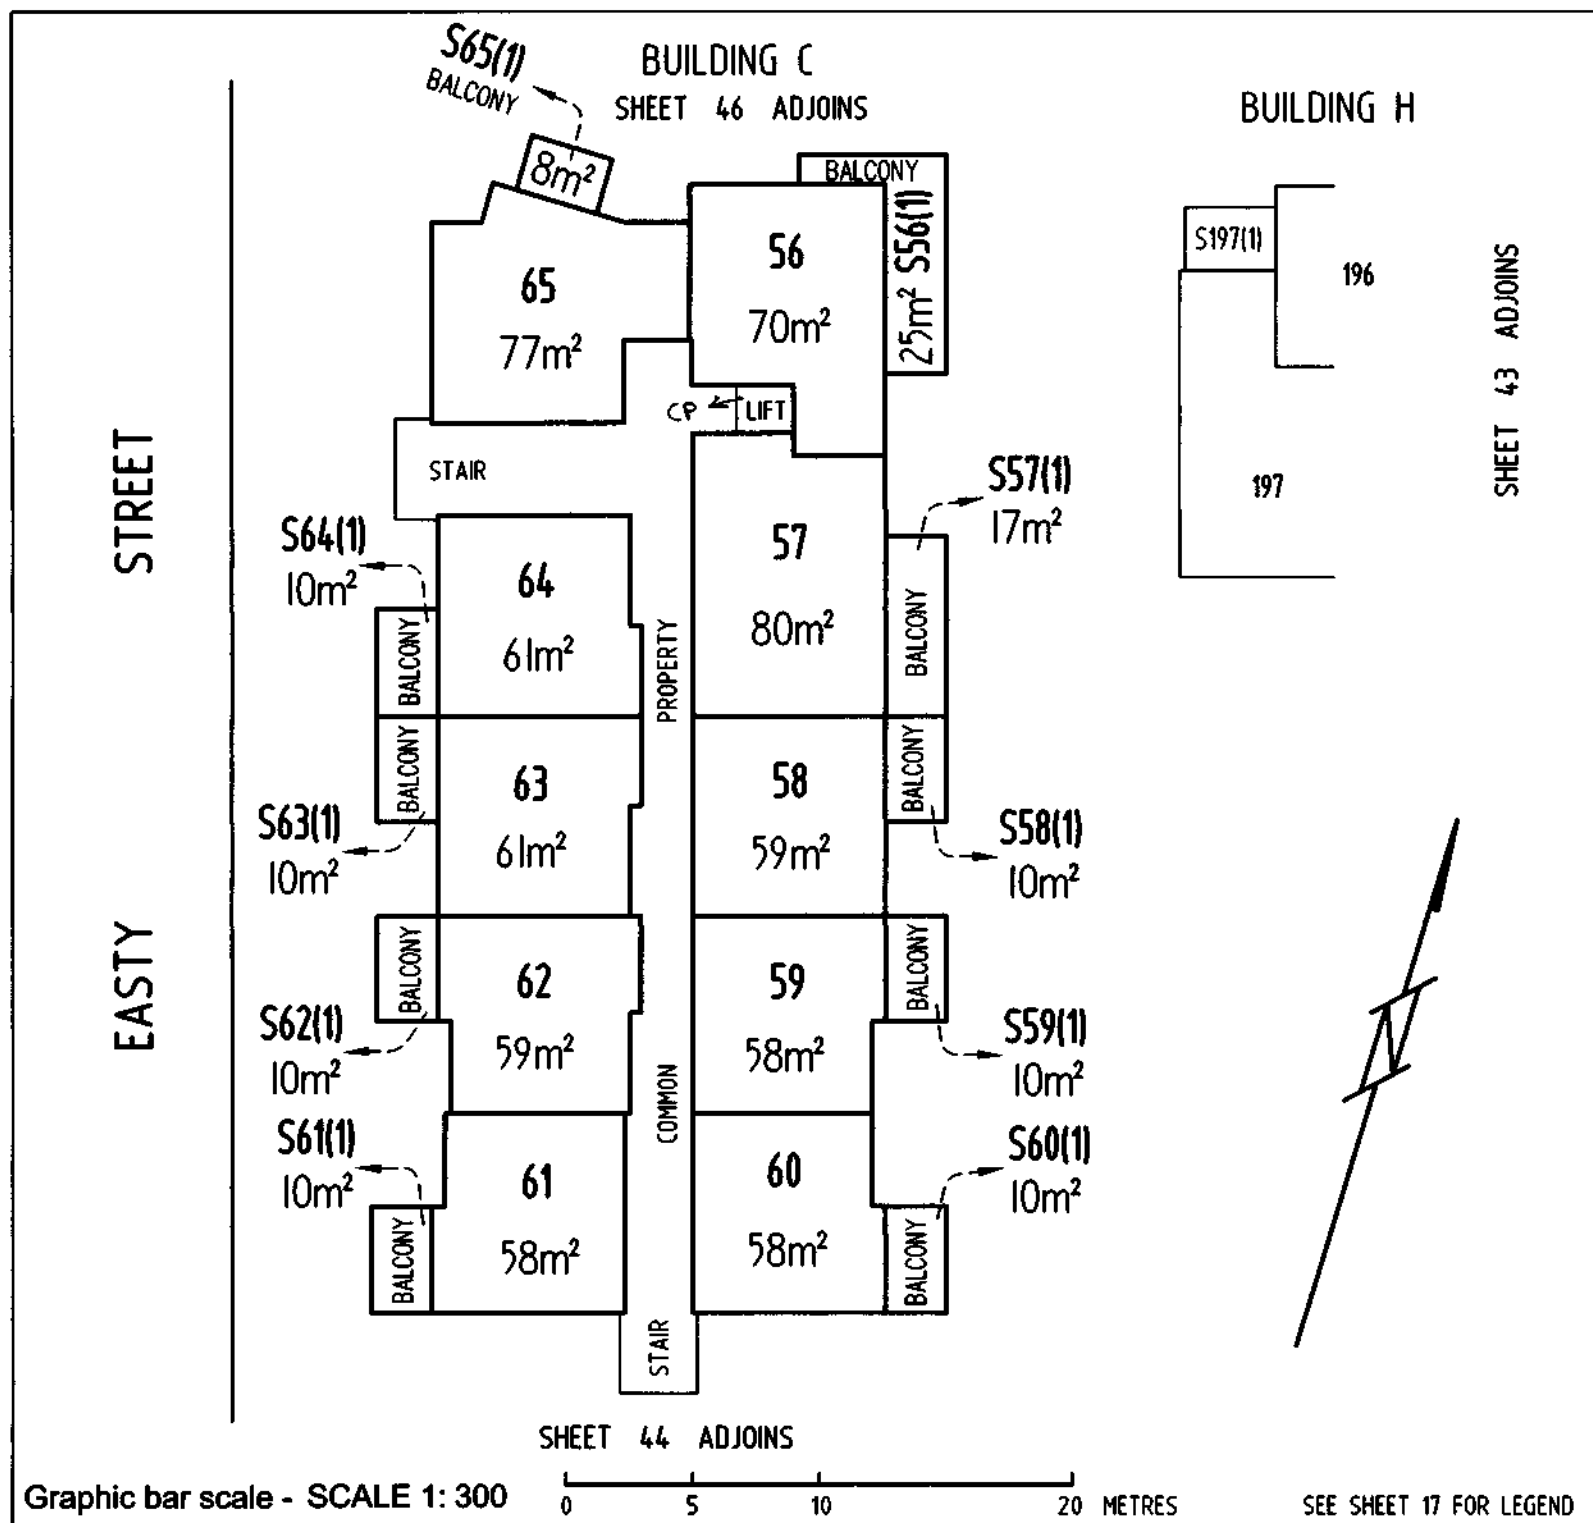 S65(1)
BALCONY
8m²
BUILDING C
SHEET 46 ADJOINS
BUILDING H
BALCONY
S56(1)
25m²
56
70m²
65
77m²
S197(1)
196
197
SHEET 43 ADJOINS
CP
LIFT
STAIR
S57(1)
17m²
57
80m²
BALCONY
S64(1)
10m²
64
61m²
BALCONY
PROPERTY
STREET
BALCONY
63
61m²
S63(1)
10m²
58
59m²
BALCONY
S58(1)
10m²
BALCONY
62
59m²
S62(1)
10m²
59
58m²
BALCONY
S59(1)
10m²
EASTY
COMMON
S61(1)
10m²
61
58m²
BALCONY
60
58m²
S60(1)
10m²
BALCONY
STAIR
SHEET 44 ADJOINS
N
Graphic bar scale - SCALE 1: 300
0 5 10 20 METRES
SEE SHEET 17 FOR LEGEND